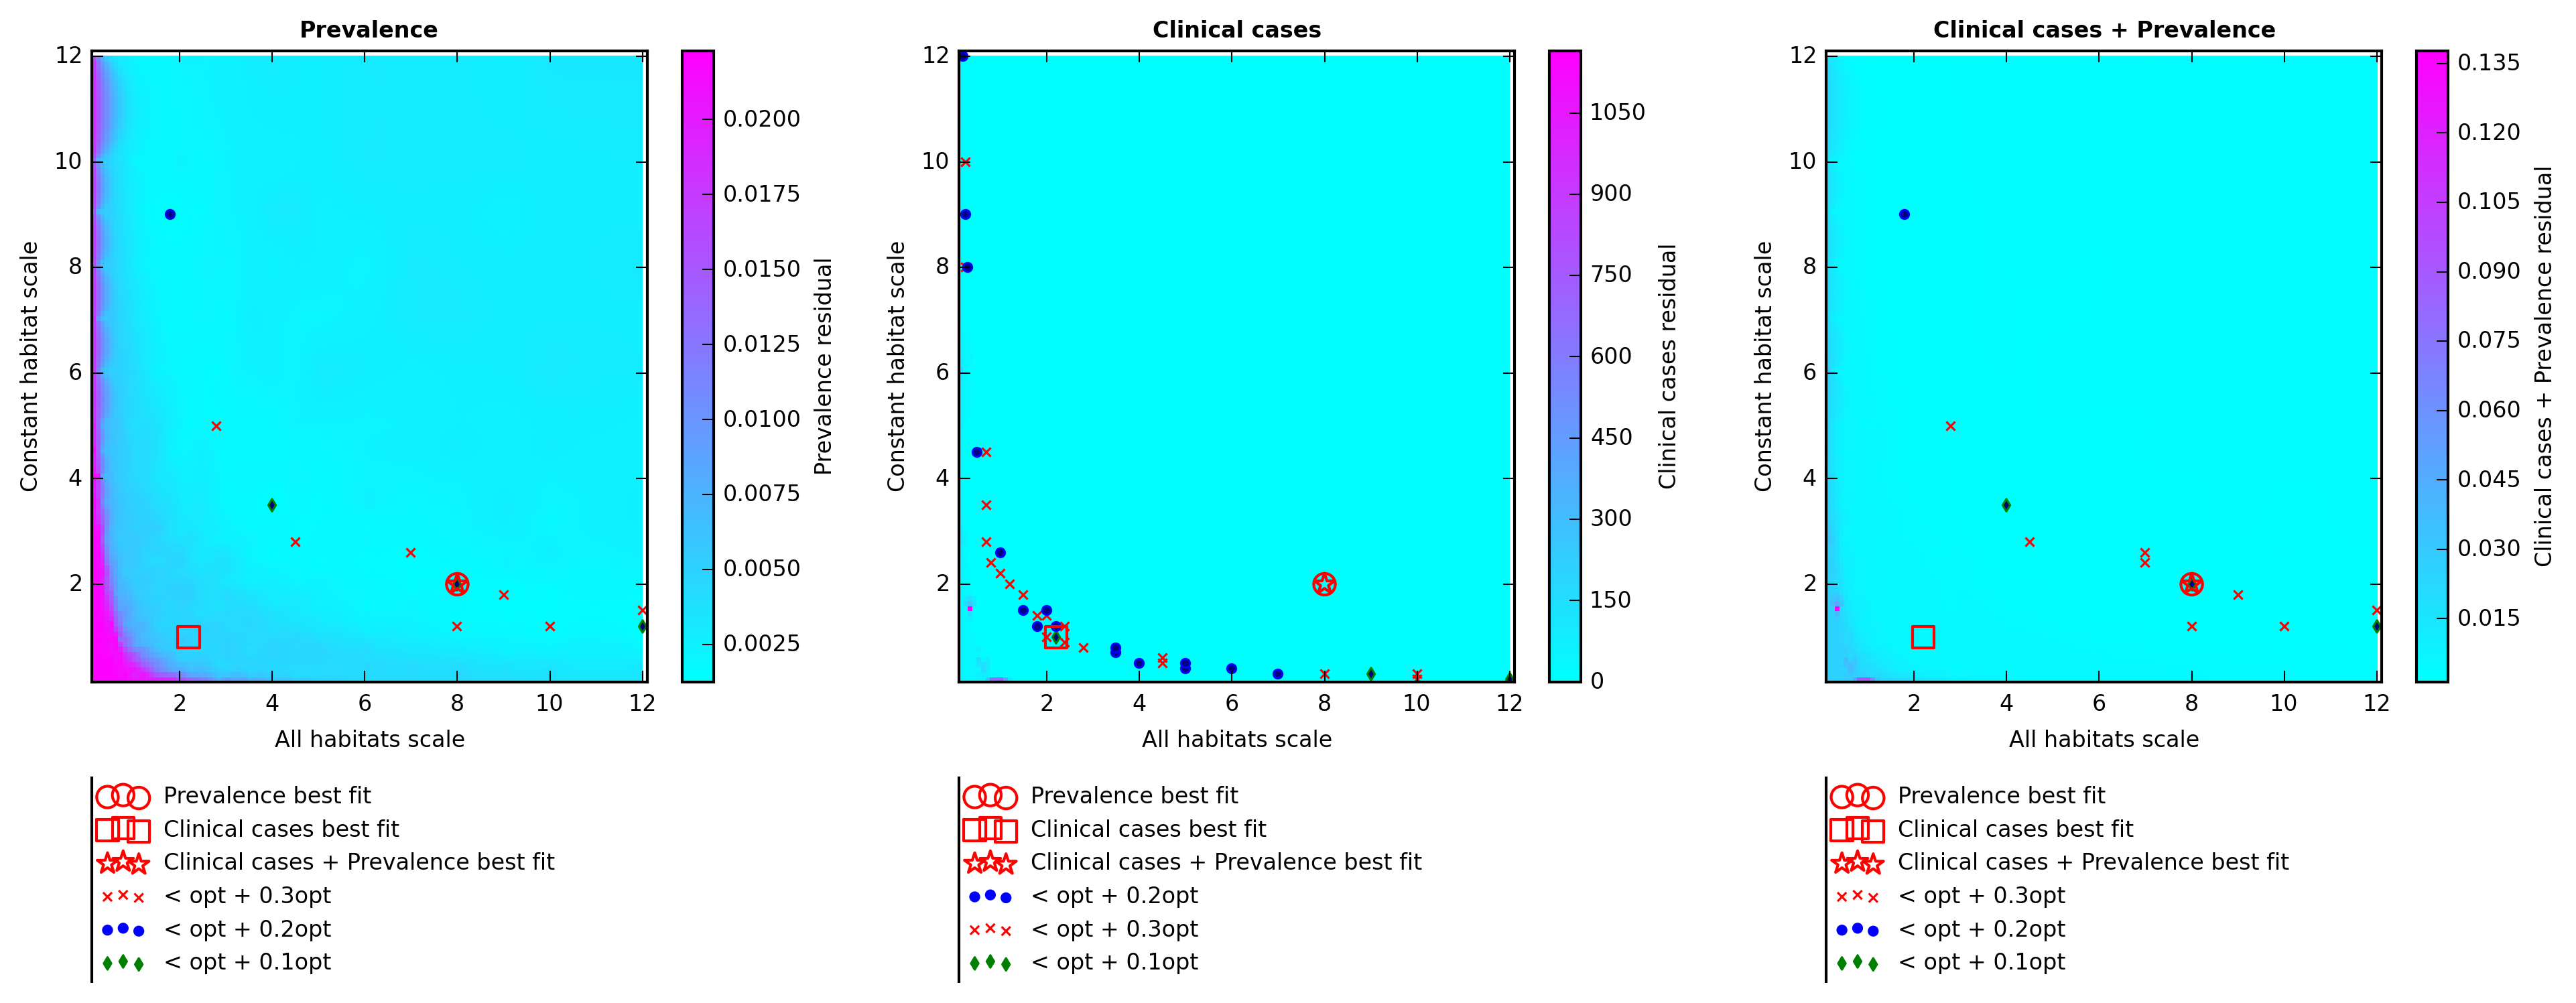 Prevalence
12
10
8
6
4
2
2 4 6 8 10 12
Constant habitat scale
All habitats scale
0.0200
0.0175
0.0150
0.0125
0.0100
0.0075
0.0050
0.0025
Prevalence residual
Prevalence best fit
Clinical cases best fit
Clinical cases + Prevalence best fit
< opt + 0.3opt
< opt + 0.2opt
< opt + 0.1opt
Clinical cases
12
10
8
6
4
2
2 4 6 8 10 12
Constant habitat scale
All habitats scale
1050
900
750
600
450
300
150
0
Clinical cases residual
Prevalence best fit
Clinical cases best fit
Clinical cases + Prevalence best fit
< opt + 0.2opt
< opt + 0.3opt
< opt + 0.1opt
Clinical cases + Prevalence
12
10
8
6
4
2
2 4 6 8 10 12
Constant habitat scale
All habitats scale
0.135
0.120
0.105
0.090
0.075
0.060
0.045
0.030
0.015
Clinical cases + Prevalence residual
Prevalence best fit
Clinical cases best fit
Clinical cases + Prevalence best fit
< opt + 0.3opt
< opt + 0.2opt
< opt + 0.1opt